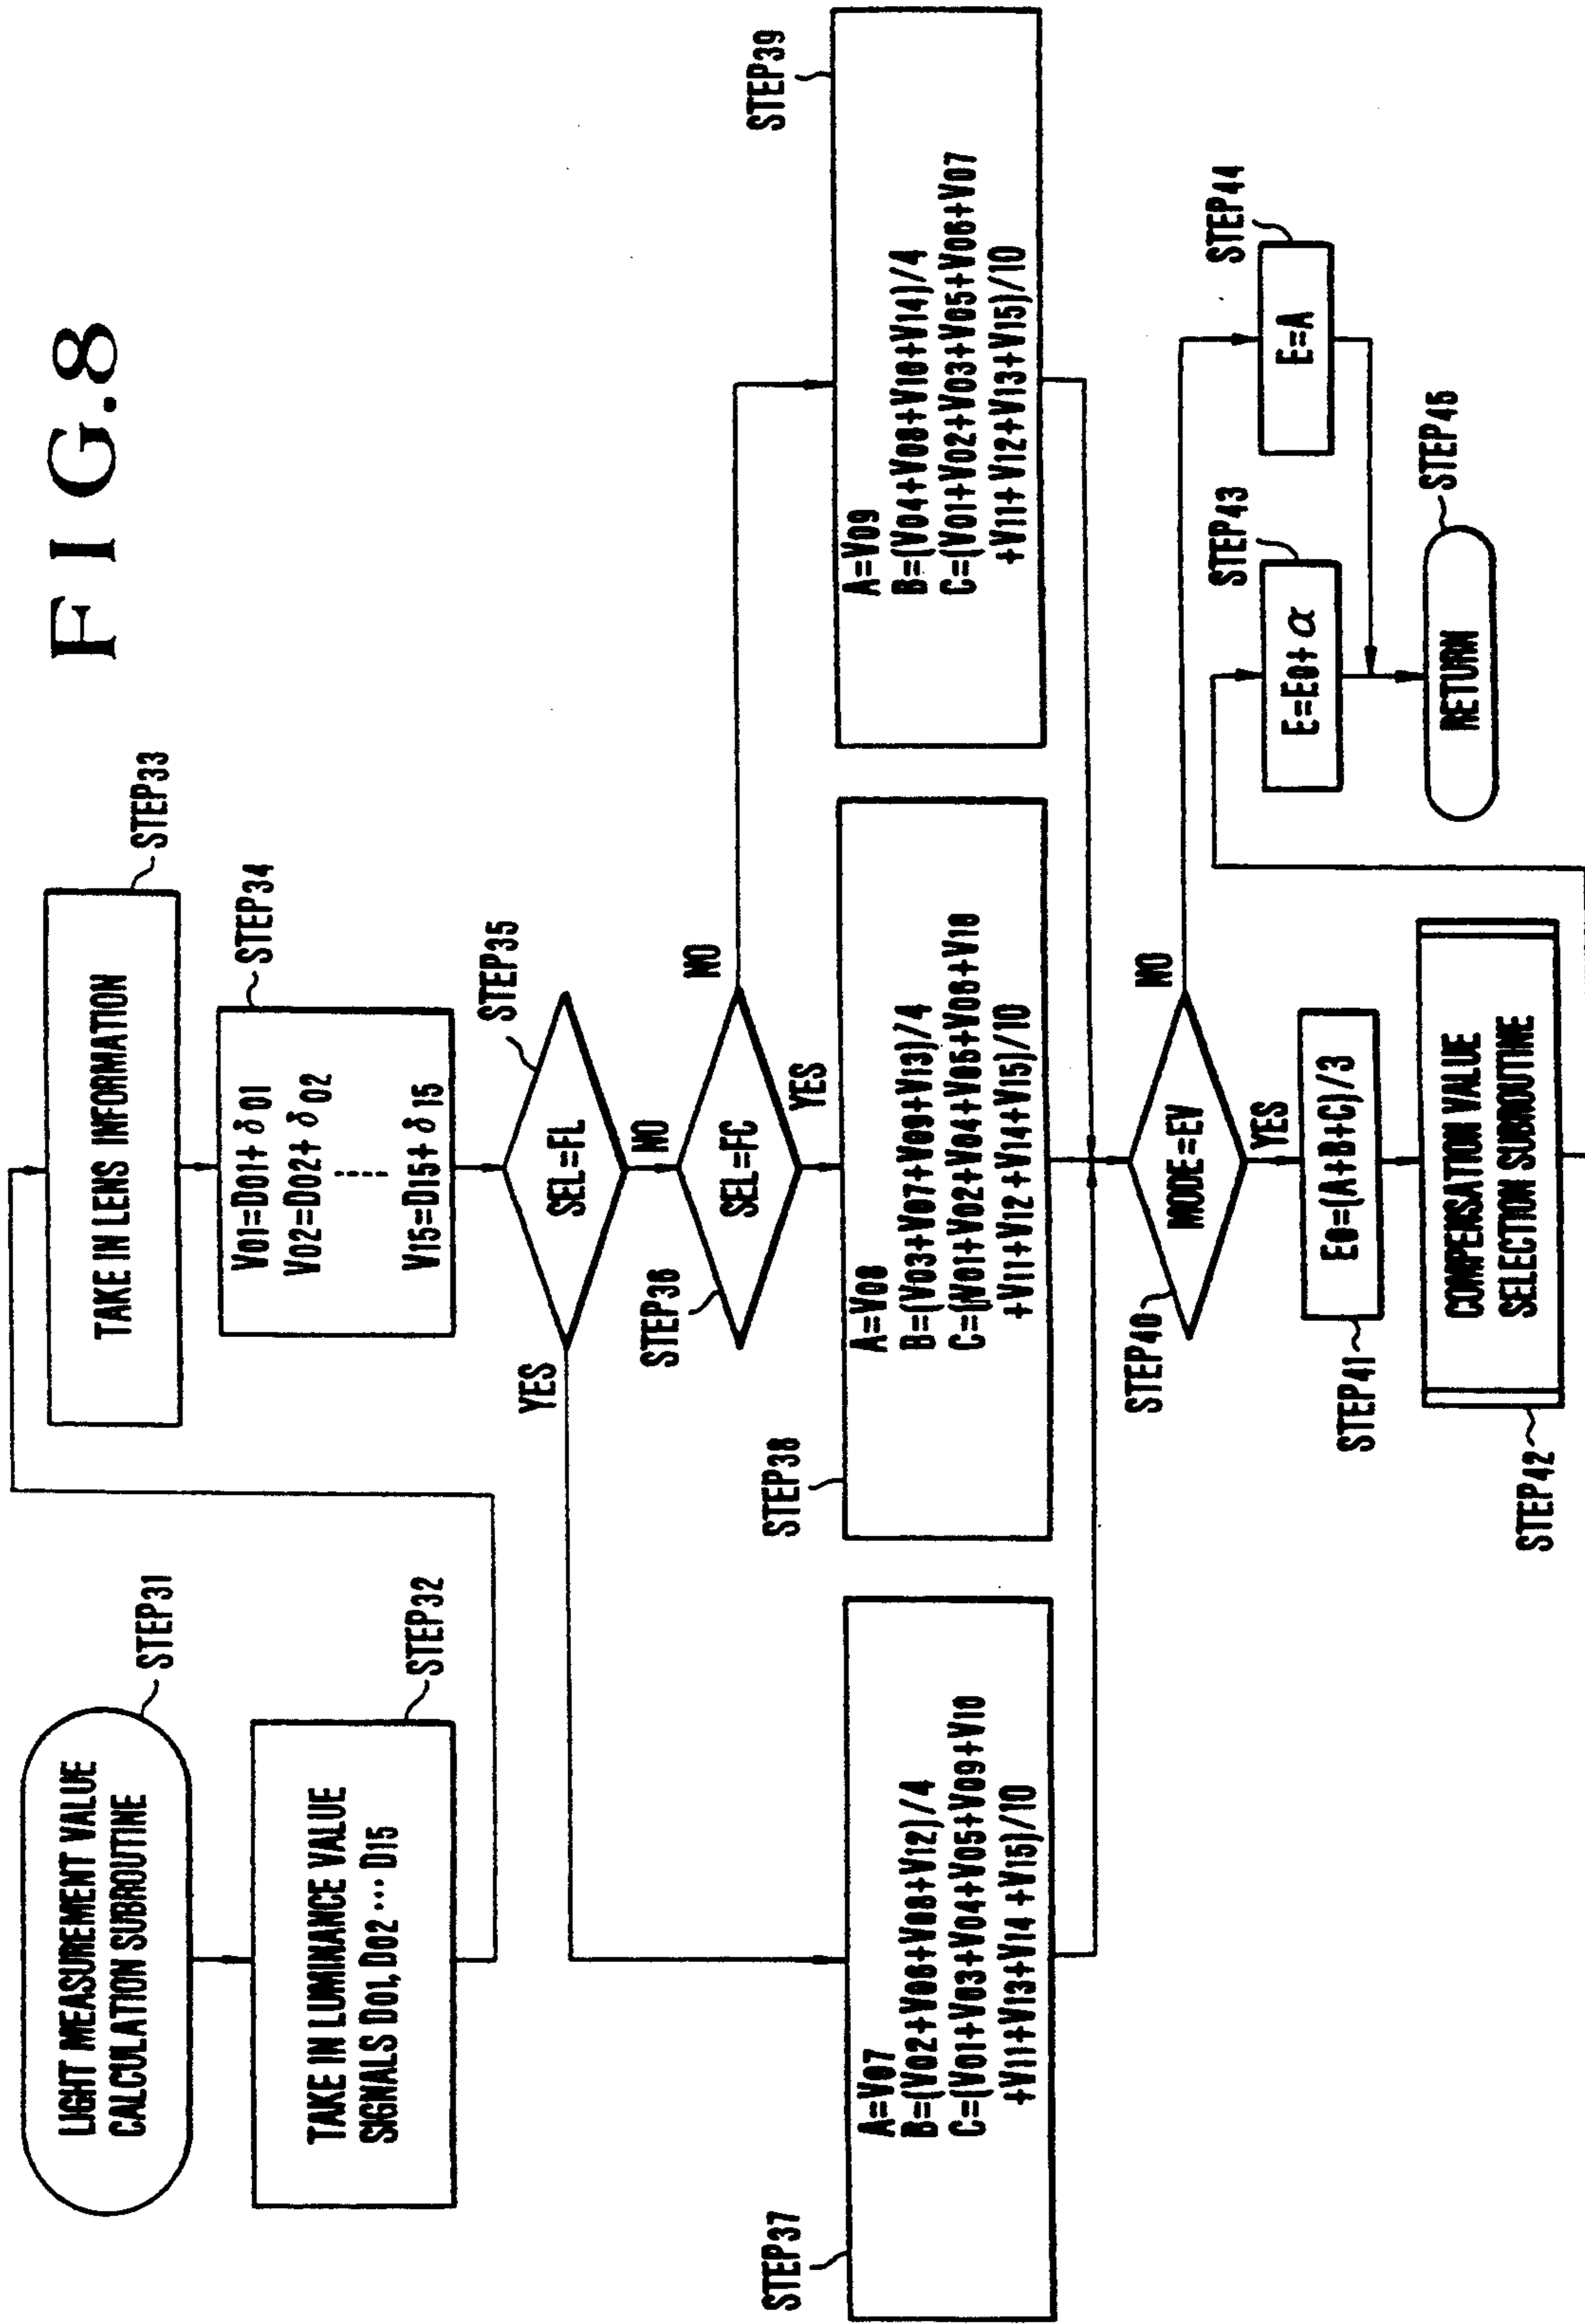 FIG.8
LIGHT MEASUREMENT VALUE
CALCULATION SUBROUTINE
STEP31
TAKE IN LUMINANCE VALUE
SIGNALS D01,D02 ··· D15
STEP32
TAKE IN LENS INFORMATION
STEP33
V01=D01+δ01
V02=D02+δ02
⋮
V15=D15+δ15
STEP34
SEL=FL
STEP35
YES
NO
SEL=FC
STEP36
NO
YES
STEP37
A=V07
B=(V02+V06+V08+V12)/4
C=(V01+V03+V04+V05+V09+V10
+V11+V13+V14+V15)/10
STEP38
A=V08
B=(V03+V07+V09+V13)/4
C=(V01+V02+V04+V05+V06+V10
+V11+V12+V14+V15)/10
STEP39
A=V09
B=(V04+V08+V10+V14)/4
C=(V01+V02+V03+V05+V06+V07
+V11+V12+V13+V15)/10
STEP40
MODE=EV
NO
YES
STEP41
E0=(A+B+C)/3
STEP42
COMPENSATION VALUE
SELECTION SUBROUTINE
STEP43
E=E0+α
STEP44
E=A
RETURN
STEP45